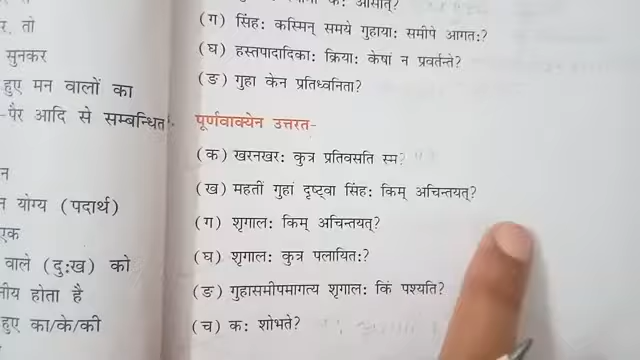 (ग) सिंहः कस्मिन् समये गुहायाः समीपे आगतः?
(घ) हस्तपादादिकाः क्रियाः केषां न प्रवर्तन्ते?
(ङ) गुहा केन प्रतिध्वनिता?
पूर्णवाक्येन उत्तरत-
(क) खरनखरः कुत्र प्रतिवसति स्म?
(ख) महतीं गुहां दृष्ट्वा सिंहः किम् अचिन्तयत्?
(ग) शृगालः किम् अचिन्तयत्?
(घ) शृगालः कुत्र पलायितः?
(ङ) गुहासमीपमागत्य शृगालः किं पश्यति?
(च) कः शोभते?
तो
सुनकर
हुए मन वालों का
-पैर आदि से सम्बन्धित
न
योग्य (पदार्थ)
एक
वाले (दुःख) को
नीय होता है
हुए का/के/की